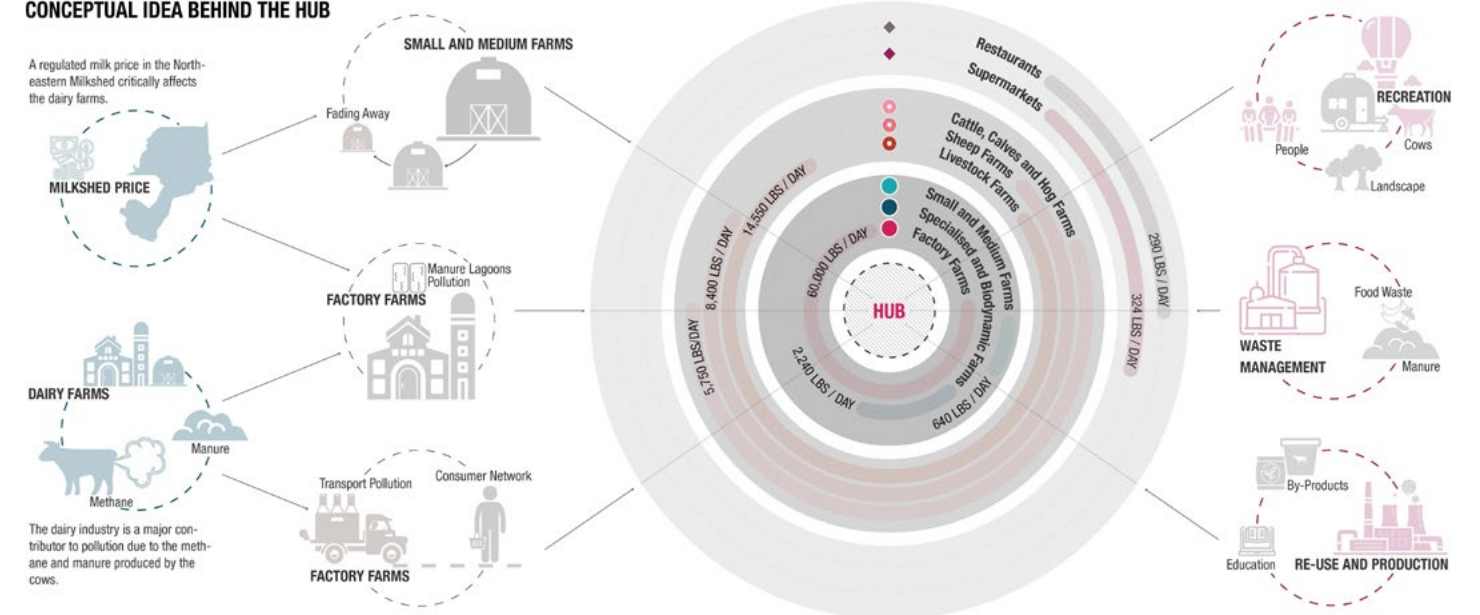 CONCEPTUAL IDEA BEHIND THE HUB
A regulated milk price in the North-
eastern Milkshed critically affects
the dairy farms.
MILKSHED PRICE
DAIRY FARMS
Manure
Methane
The dairy industry is a major con-
tributor to pollution due to the meth-
ane and manure produced by the
cows.
SMALL AND MEDIUM FARMS
Fading Away
Manure Lagoons
Pollution
FACTORY FARMS
Transport Pollution
Consumer Network
FACTORY FARMS
Restaurants
Supermarkets
Cattle, Calves and Hog Farms
Sheep Farms
Livestock Farms
Small and Medium Farms
Specialised and Biodynamic Farms
Factory Farms
14,550 LBS / DAY
8,400 LBS / DAY
5,750 LBS/DAY
60,000 LBS / DAY
2,240 LBS / DAY
640 LBS / DAY
290 LBS / DAY
324 LBS / DAY
HUB
RECREATION
People
Cows
Landscape
Food Waste
WASTE
MANAGEMENT
Manure
By-Products
Education
RE-USE AND PRODUCTION